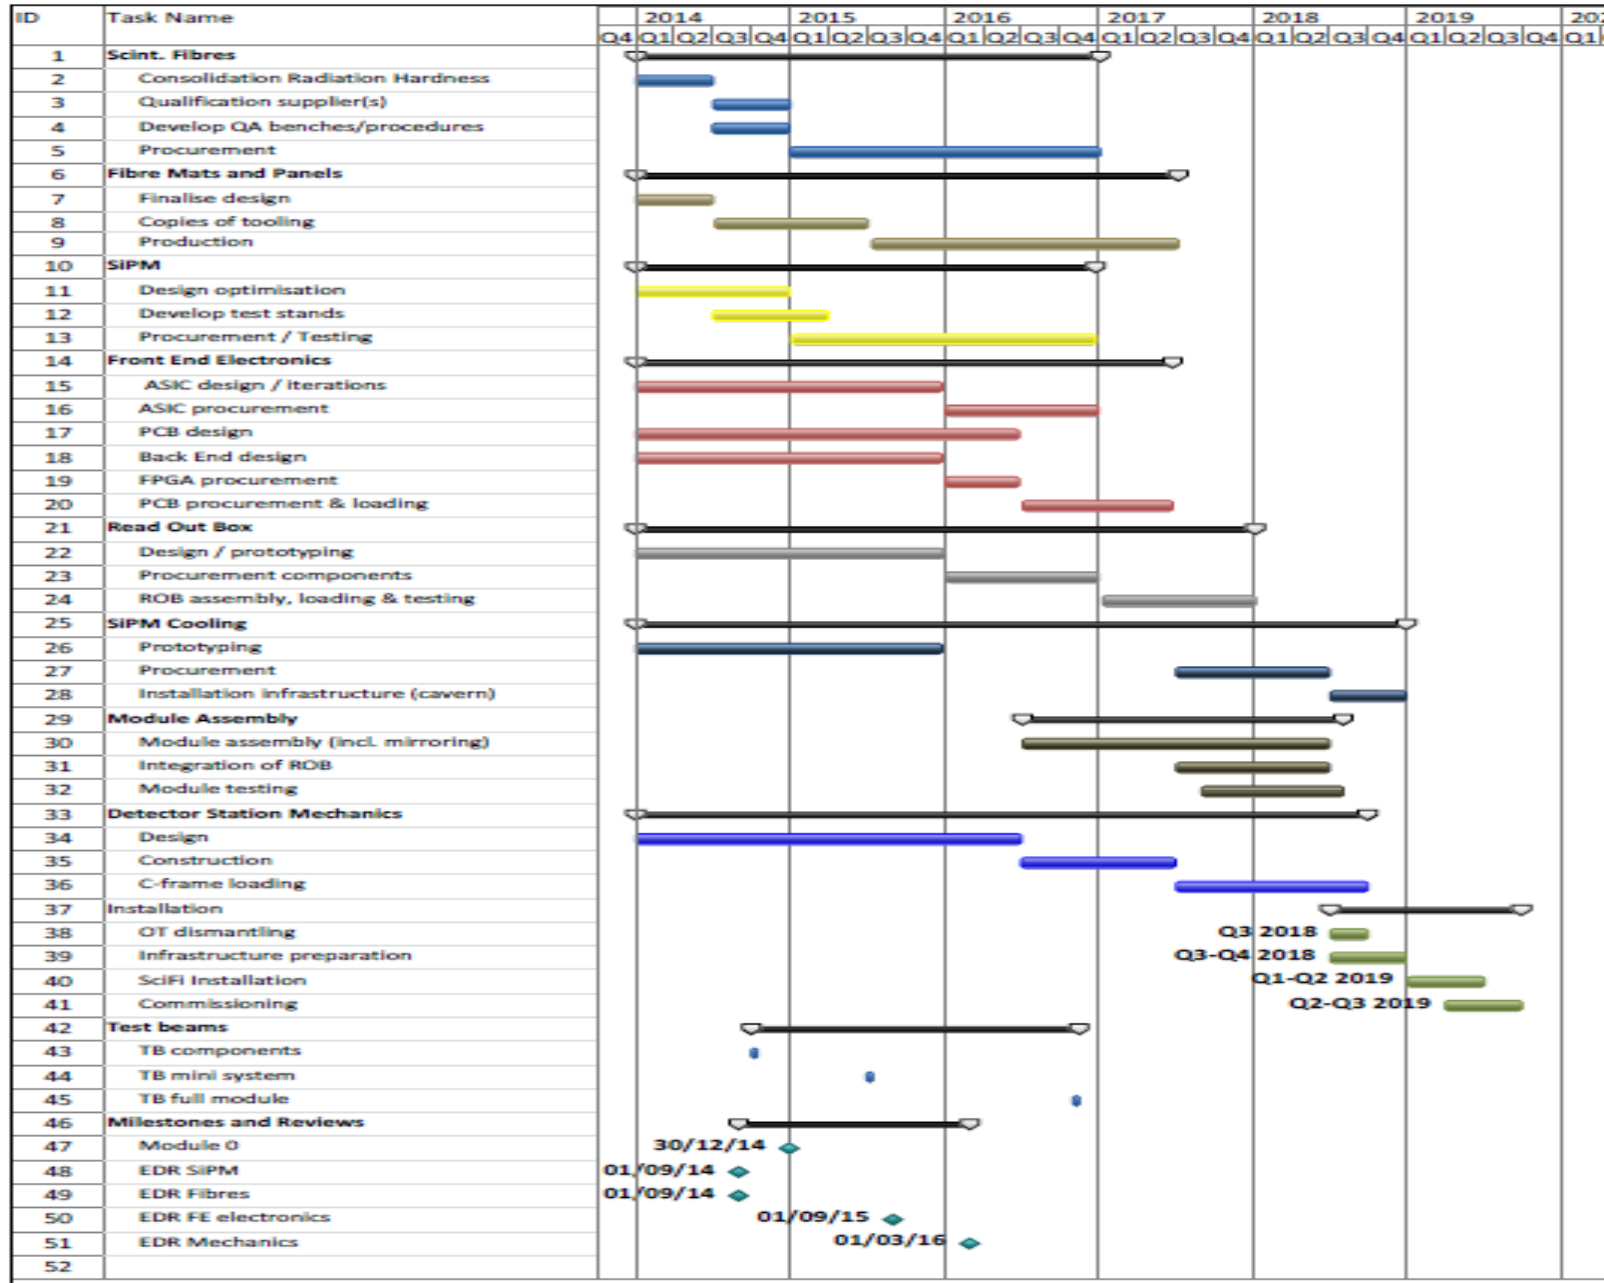 ID Task Name 2014 2015 2016 2017 2018 2019 202
Q4 Q1 Q2 Q3 Q4 Q1 Q2 Q3 Q4 Q1 Q2 Q3 Q4 Q1 Q2 Q3 Q4 Q1 Q2 Q3 Q4 Q1 Q2 Q3 Q4 Q1
1 Scint. Fibres
2 Consolidation Radiation Hardness
3 Qualification supplier(s)
4 Develop QA benches/procedures
5 Procurement
6 Fibre Mats and Panels
7 Finalise design
8 Copies of tooling
9 Production
10 SiPM
11 Design optimisation
12 Develop test stands
13 Procurement / Testing
14 Front End Electronics
15 ASIC design / iterations
16 ASIC procurement
17 PCB design
18 Back End design
19 FPGA procurement
20 PCB procurement & loading
21 Read Out Box
22 Design / prototyping
23 Procurement components
24 ROB assembly, loading & testing
25 SiPM Cooling
26 Prototyping
27 Procurement
28 Installation infrastructure (cavern)
29 Module Assembly
30 Module assembly (incl. mirroring)
31 Integration of ROB
32 Module testing
33 Detector Station Mechanics
34 Design
35 Construction
36 C-frame loading
37 Installation
38 OT dismantling Q3 2018
39 Infrastructure preparation Q3-Q4 2018
40 SciFi Installation Q1-Q2 2019
41 Commissioning Q2-Q3 2019
42 Test beams
43 TB components
44 TB mini system
45 TB full module
46 Milestones and Reviews
47 Module 0 30/12/14
48 EDR SiPM 01/09/14
49 EDR Fibres 01/09/14
50 EDR FE electronics 01/09/15
51 EDR Mechanics 01/03/16
52